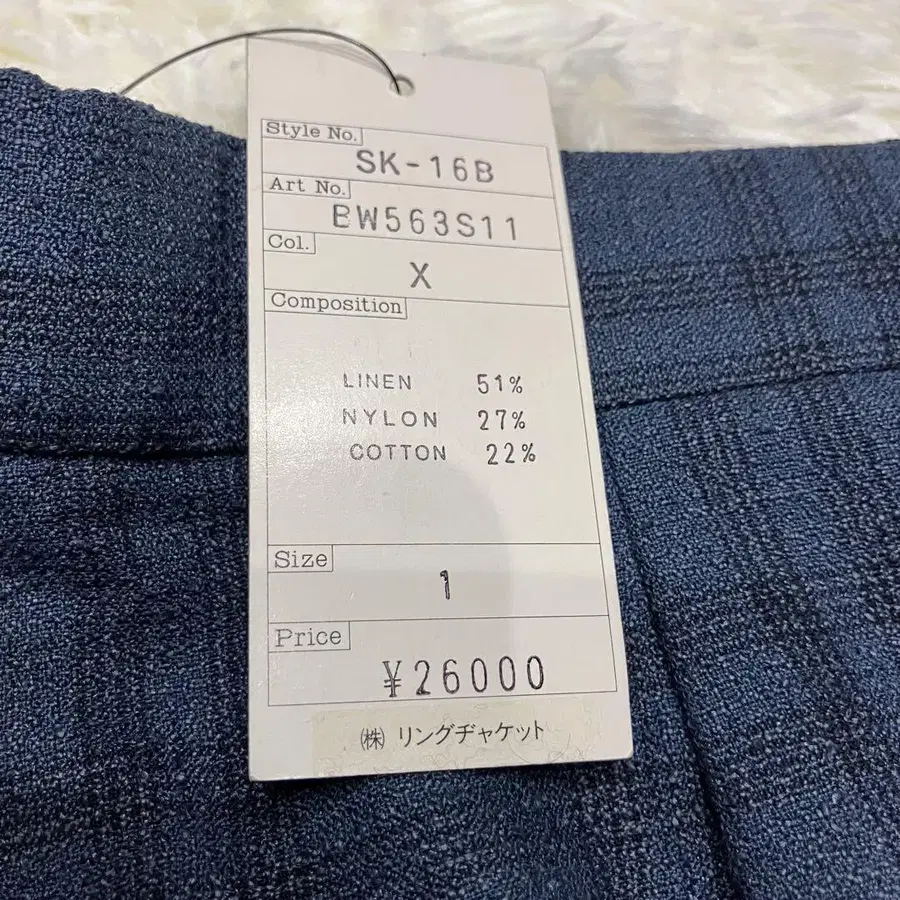 Style No.
SK-16B
Art No.
BW563S11
Col.
X
Composition
LINEN 51%
NYLON 27%
COTTON 22%
Size
1
Price
¥26000
㈱ リングヂャケット